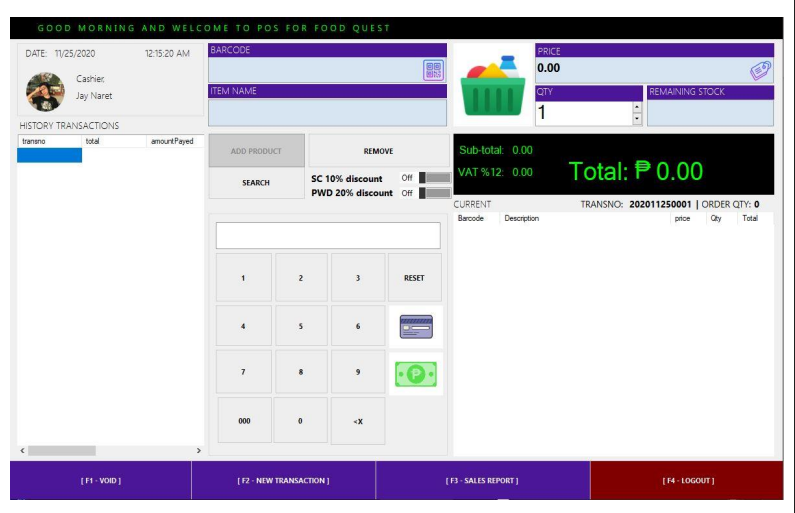 GOOD MORNING AND WELCOME TO POS FOR FOOD QUEST
DATE: 11/25/2020 12:15:20 AM
Cashier:
Jay Naret
HISTORY TRANSACTIONS
transno total amountPayed
BARCODE
ITEM NAME
PRICE
0.00
QTY
1
REMAINING STOCK
ADD PRODUCT
REMOVE
SEARCH
SC 10% discount Off
PWD 20% discount Off
Sub-total: 0.00
VAT %12: 0.00
Total: ₱ 0.00
CURRENT TRANSNO: 202011250001 | ORDER QTY: 0
Barcode Description price Qty Total
1 2 3 RESET
4 5 6
7 8 9
000 0 <X
[ F1 - VOID ] [ F2 - NEW TRANSACTION ] [ F3 - SALES REPORT ] [ F4 - LOGOUT ]